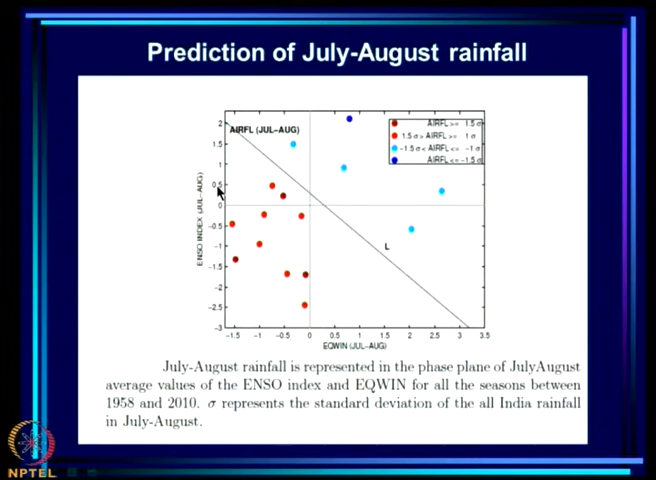 Prediction of July-August rainfall
AIRFL (JUL-AUG)
AIRFL >= 1.5 σ
1.5 σ > AIRFL >= 1 σ
-1.5 σ < AIRFL <= -1 σ
AIRFL <= -1.5 σ
2
1.5
1
0.5
0
-0.5
-1
-1.5
-2
-2.5
-3
ENSO INDEX (JUL-AUG)
L
-1.5 -1 -0.5 0 0.5 1 1.5 2 2.5 3 3.5
EQWIN (JUL-AUG)
July-August rainfall is represented in the phase plane of JulyAugust
average values of the ENSO index and EQWIN for all the seasons between
1958 and 2010. σ represents the standard deviation of the all India rainfall
in July-August.
NPTEL